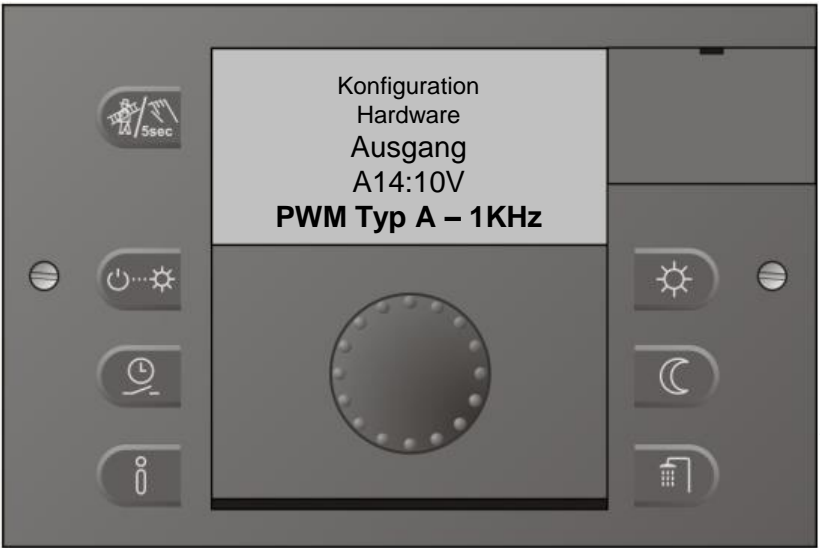 /5sec
Konfiguration
Hardware
Ausgang
A14:10V
PWM Typ A – 1KHz